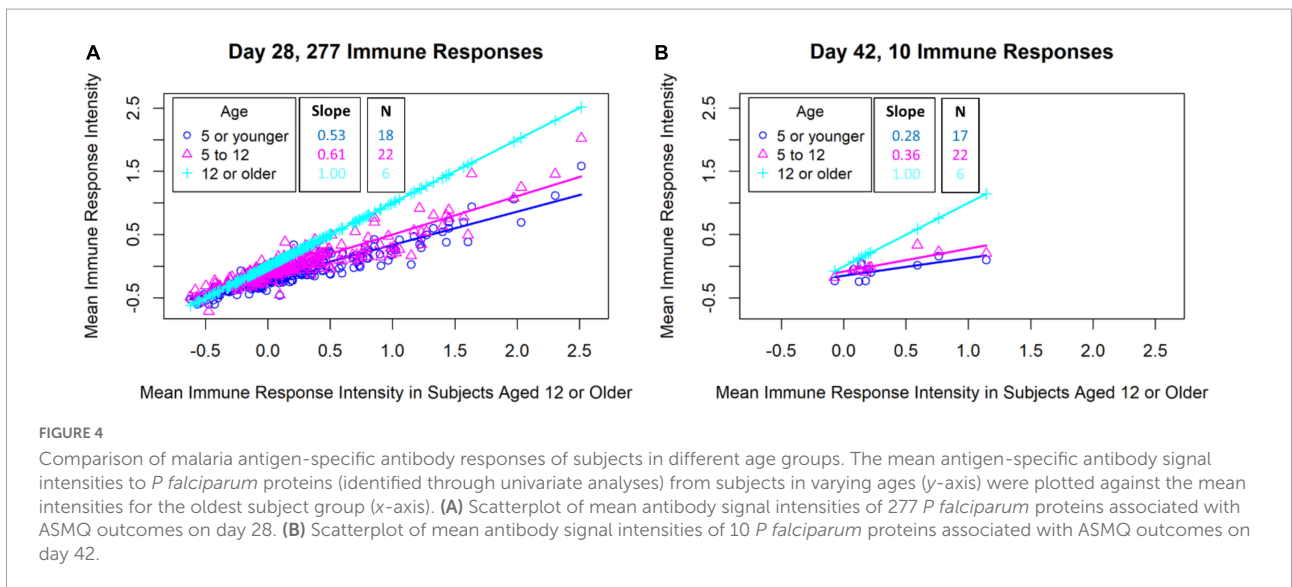 A
Day 28, 277 Immune Responses
Mean Immune Response Intensity
2.5
1.5
0.5
-0.5
Age Slope N
5 or younger 0.53 18
5 to 12 0.61 22
12 or older 1.00 6
-0.5 0.0 0.5 1.0 1.5 2.0 2.5
Mean Immune Response Intensity in Subjects Aged 12 or Older
B
Day 42, 10 Immune Responses
Mean Immune Response Intensity
2.5
1.5
0.5
-0.5
Age Slope N
5 or younger 0.28 17
5 to 12 0.36 22
12 or older 1.00 6
-0.5 0.0 0.5 1.0 1.5 2.0 2.5
Mean Immune Response Intensity in Subjects Aged 12 or Older
FIGURE 4
Comparison of malaria antigen-specific antibody responses of subjects in different age groups. The mean antigen-specific antibody signal
intensities to P falciparum proteins (identified through univariate analyses) from subjects in varying ages (y-axis) were plotted against the mean
intensities for the oldest subject group (x-axis). (A) Scatterplot of mean antibody signal intensities of 277 P falciparum proteins associated with
ASMQ outcomes on day 28. (B) Scatterplot of mean antibody signal intensities of 10 P falciparum proteins associated with ASMQ outcomes on
day 42.